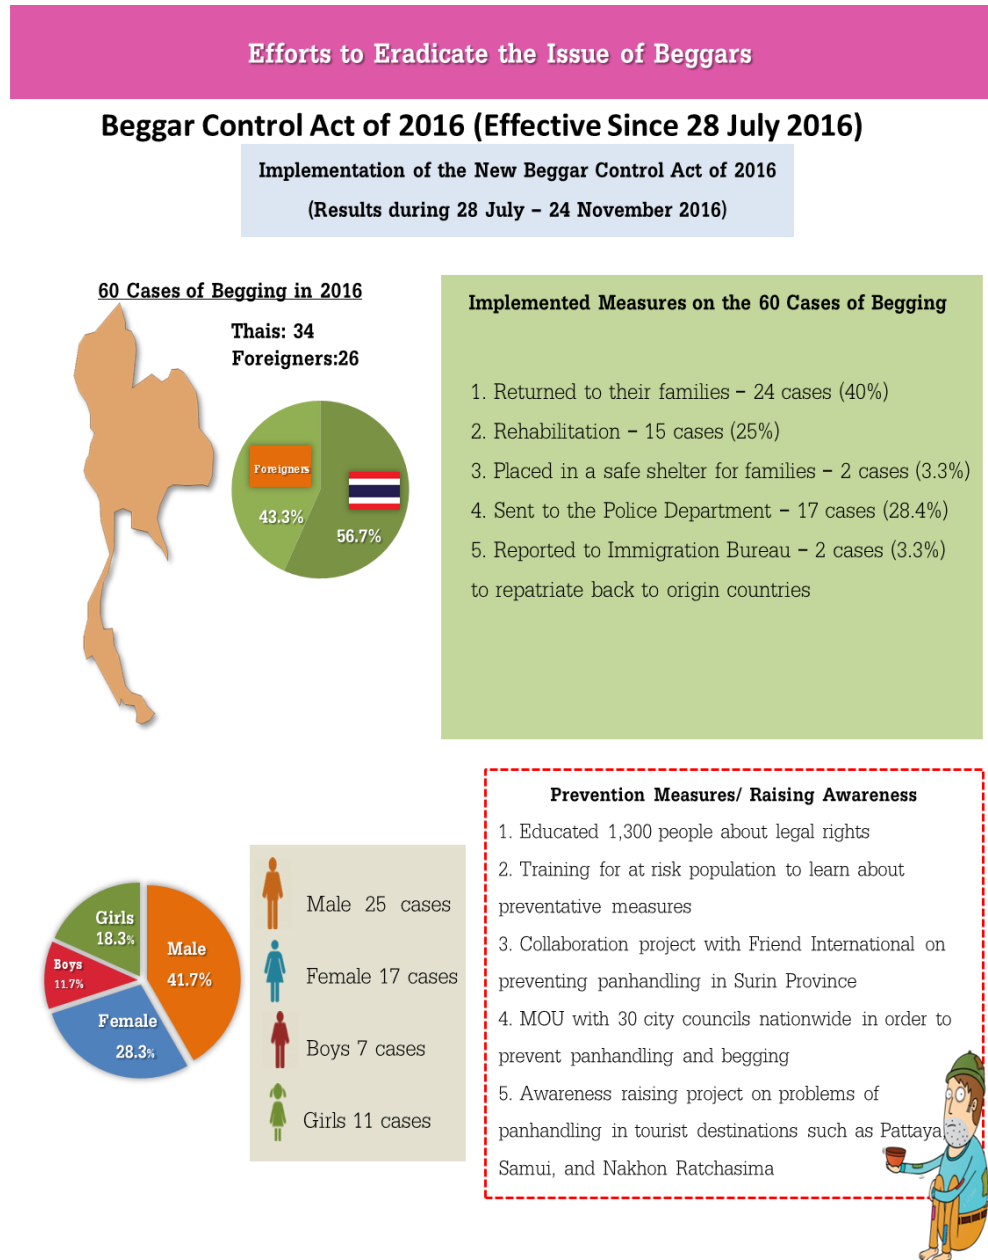 Efforts to Eradicate the Issue of Beggars
Beggar Control Act of 2016 (Effective Since 28 July 2016)
Implementation of the New Beggar Control Act of 2016
(Results during 28 July – 24 November 2016)
60 Cases of Begging in 2016
Thais: 34
Foreigners:26
Foreigners
43.3%
56.7%
Implemented Measures on the 60 Cases of Begging
1. Returned to their families – 24 cases (40%)
2. Rehabilitation – 15 cases (25%)
3. Placed in a safe shelter for families – 2 cases (3.3%)
4. Sent to the Police Department – 17 cases (28.4%)
5. Reported to Immigration Bureau – 2 cases (3.3%)
to repatriate back to origin countries
Girls
18.3%
Male
41.7%
Boys
11.7%
Female
28.3%
Male 25 cases
Female 17 cases
Boys 7 cases
Girls 11 cases
Prevention Measures/ Raising Awareness
1. Educated 1,300 people about legal rights
2. Training for at risk population to learn about
preventative measures
3. Collaboration project with Friend International on
preventing panhandling in Surin Province
4. MOU with 30 city councils nationwide in order to
prevent panhandling and begging
5. Awareness raising project on problems of
panhandling in tourist destinations such as Pattaya,
Samui, and Nakhon Ratchasima